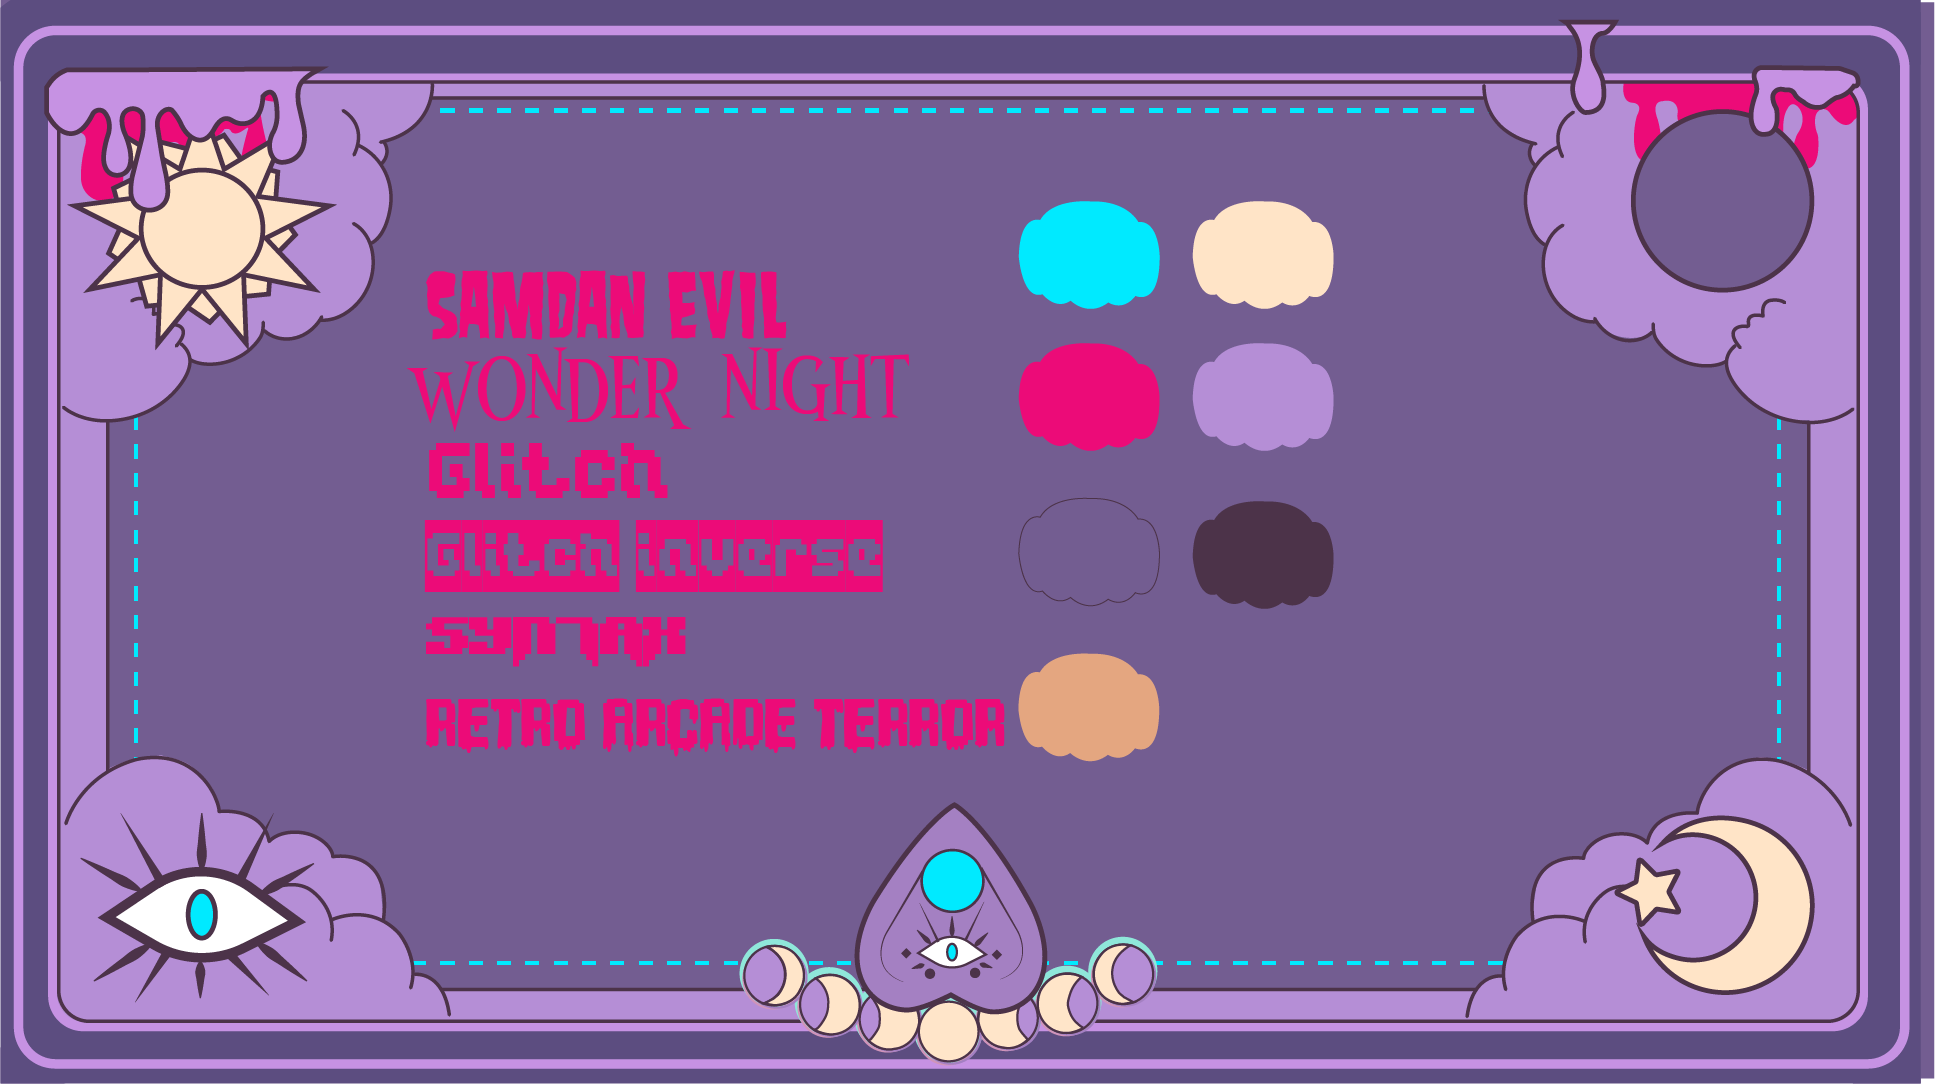 SAMDAN EVIL
WONDER NIGHT
Glitch
Glitch inverse
SYNTAX
RETRO ARCADE TERROR